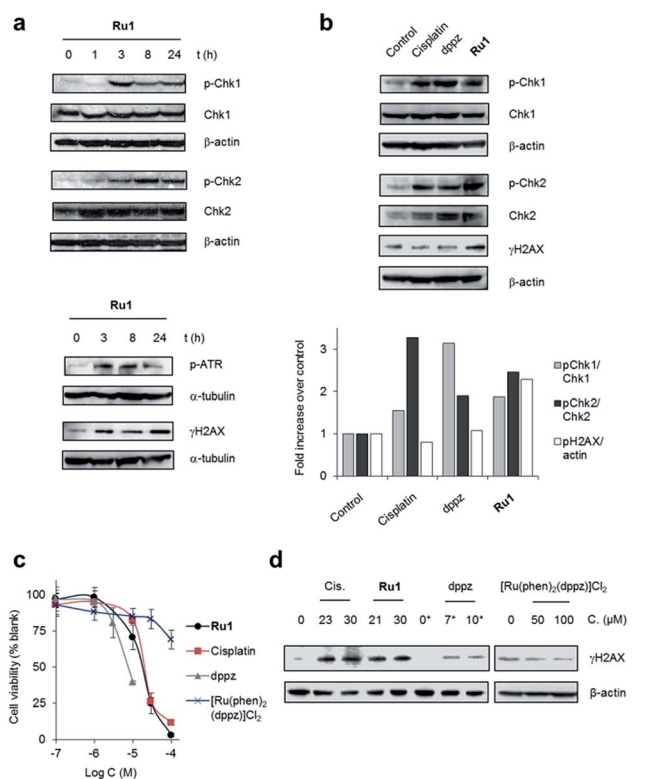 a
Ru1
0 1 3 8 24 t (h)
p-Chk1
Chk1
β-actin
p-Chk2
Chk2
β-actin
Ru1
0 3 8 24 t (h)
p-ATR
α-tubulin
γH2AX
α-tubulin
b
Control Cisplatin dppz Ru1
p-Chk1
Chk1
β-actin
p-Chk2
Chk2
γH2AX
β-actin
Fold increase over control
3
2
1
0
Control Cisplatin dppz Ru1
pChk1/
Chk1
pChk2/
Chk2
pH2AX/
actin
c
Cell viability (% blank)
100
75
50
25
0
-7 -6 -5 -4
Log C (M)
Ru1
Cisplatin
dppz
[Ru(phen)₂
(dppz)]Cl₂
d
Cis. Ru1 dppz [Ru(phen)₂(dppz)]Cl₂
0 23 30 21 30 0* 7* 10* 0 50 100 C. (μM)
γH2AX
β-actin